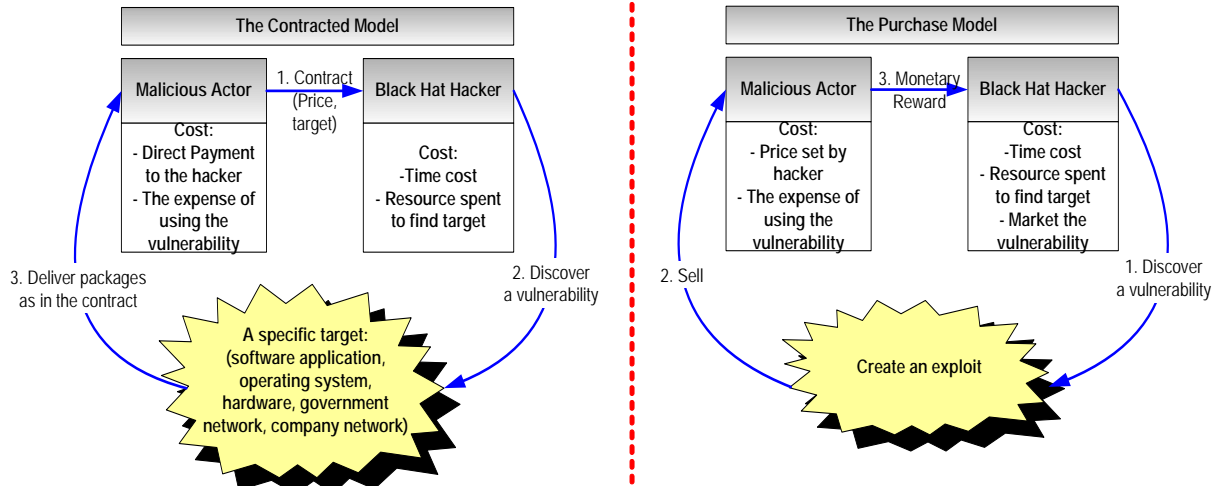 The Contracted Model
Malicious Actor
1. Contract
(Price,
target)
Black Hat Hacker
Cost:
- Direct Payment
to the hacker
- The expense of
using the
vulnerability
Cost:
-Time cost
- Resource spent
to find target
3. Deliver packages
as in the contract
2. Discover
a vulnerability
A specific target:
(software application,
operating system,
hardware, government
network, company network)
The Purchase Model
Malicious Actor
3. Monetary
Reward
Black Hat Hacker
Cost:
- Price set by
hacker
- The expense of
using the
vulnerability
Cost:
-Time cost
- Resource spent
to find target
- Market the
vulnerability
2. Sell
1. Discover
a vulnerability
Create an exploit